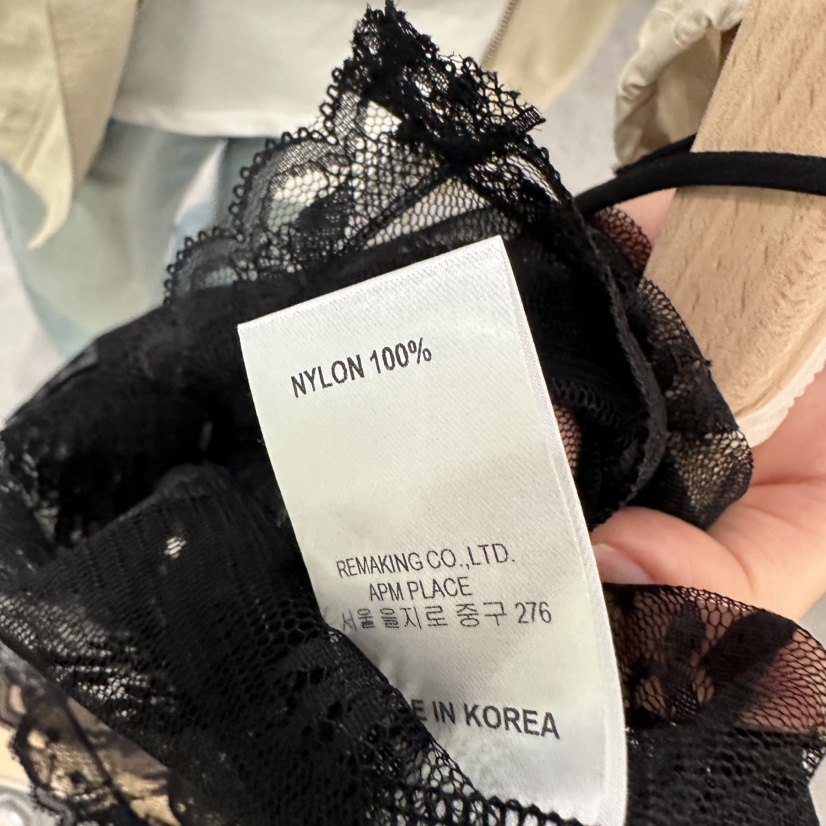 NYLON 100%
REMAKING CO.,LTD.
APM PLACE
서울 을지로 중구 276
E IN KOREA